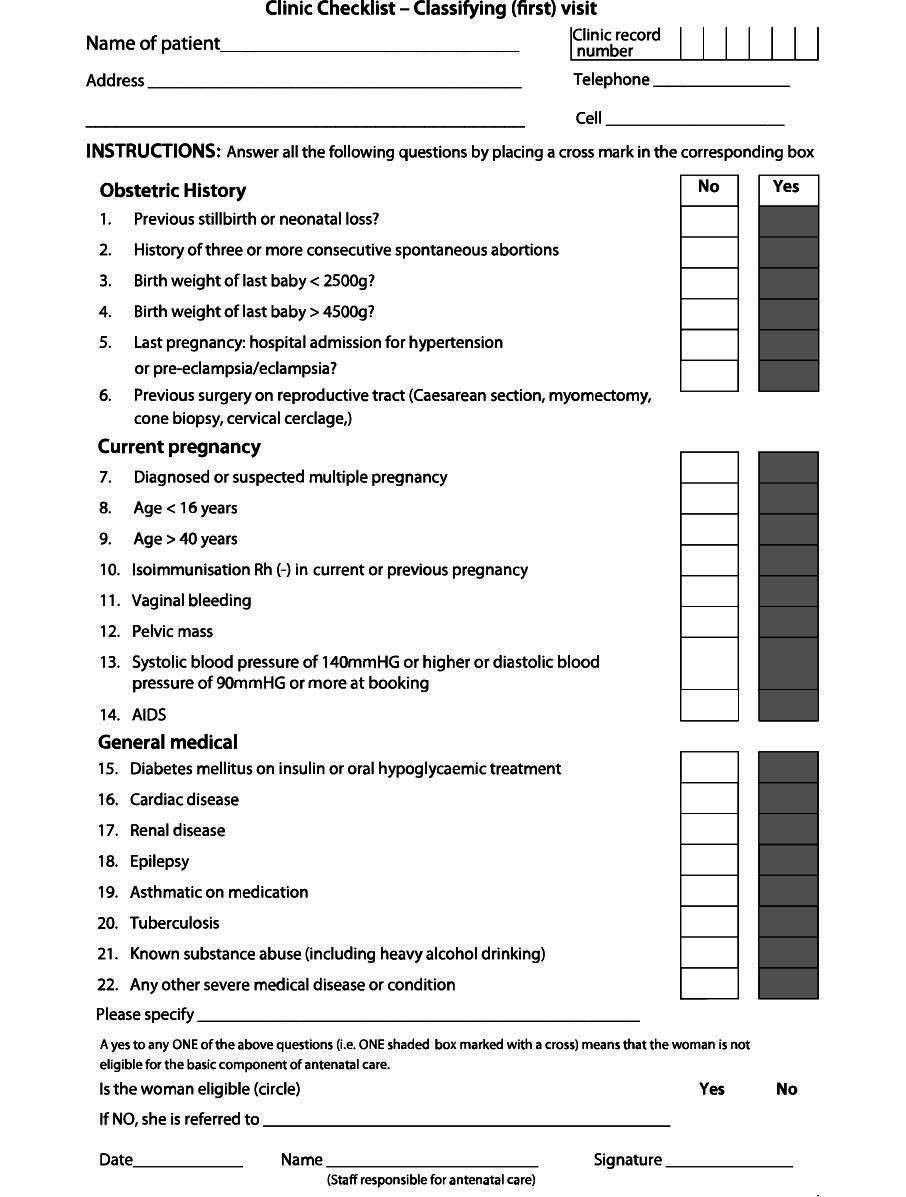 Clinic Checklist – Classifying (first) visit
Name of patient
Clinic record
number
Address
Telephone
Cell
INSTRUCTIONS: Answer all the following questions by placing a cross mark in the corresponding box
Obstetric History No Yes
1. Previous stillbirth or neonatal loss?
2. History of three or more consecutive spontaneous abortions
3. Birth weight of last baby < 2500g?
4. Birth weight of last baby > 4500g?
5. Last pregnancy: hospital admission for hypertension
or pre-eclampsia/eclampsia?
6. Previous surgery on reproductive tract (Caesarean section, myomectomy,
cone biopsy, cervical cerclage,)
Current pregnancy
7. Diagnosed or suspected multiple pregnancy
8. Age < 16 years
9. Age > 40 years
10. Isoimmunisation Rh (-) in current or previous pregnancy
11. Vaginal bleeding
12. Pelvic mass
13. Systolic blood pressure of 140mmHG or higher or diastolic blood
pressure of 90mmHG or more at booking
14. AIDS
General medical
15. Diabetes mellitus on insulin or oral hypoglycaemic treatment
16. Cardiac disease
17. Renal disease
18. Epilepsy
19. Asthmatic on medication
20. Tuberculosis
21. Known substance abuse (including heavy alcohol drinking)
22. Any other severe medical disease or condition
Please specify
A yes to any ONE of the above questions (i.e. ONE shaded box marked with a cross) means that the woman is not
eligible for the basic component of antenatal care.
Is the woman eligible (circle) Yes No
If NO, she is referred to
Date Name Signature
(Staff responsible for antenatal care)